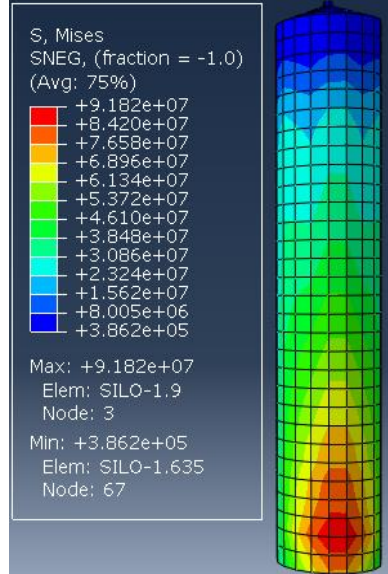 S, Mises
SNEG, (fraction = -1.0)
(Avg: 75%)
+9.182e+07
+8.420e+07
+7.658e+07
+6.896e+07
+6.134e+07
+5.372e+07
+4.610e+07
+3.848e+07
+3.086e+07
+2.324e+07
+1.562e+07
+8.005e+06
+3.862e+05
Max: +9.182e+07
Elem: SILO-1.9
Node: 3
Min: +3.862e+05
Elem: SILO-1.635
Node: 67